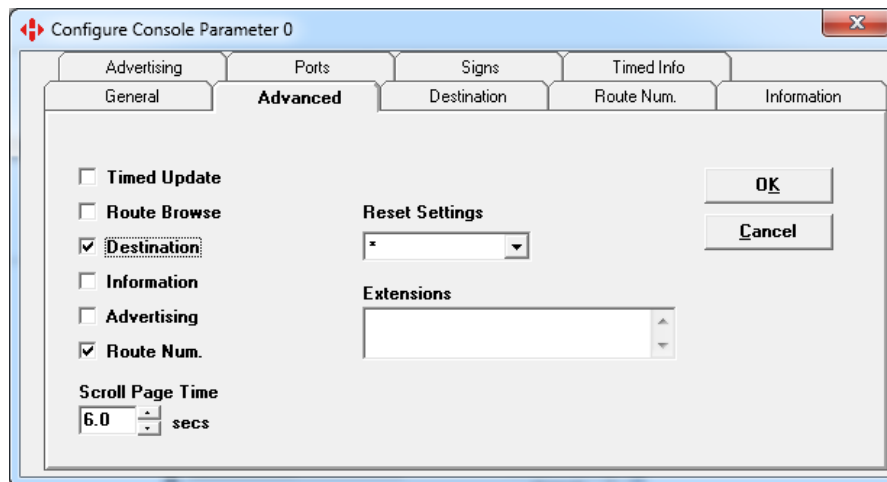 Configure Console Parameter 0
Advertising Ports Signs Timed Info
General Advanced Destination Route Num. Information
Timed Update
Route Browse
Destination
Information
Advertising
Route Num.
Scroll Page Time
6.0 secs
Reset Settings
*
Extensions
OK
Cancel